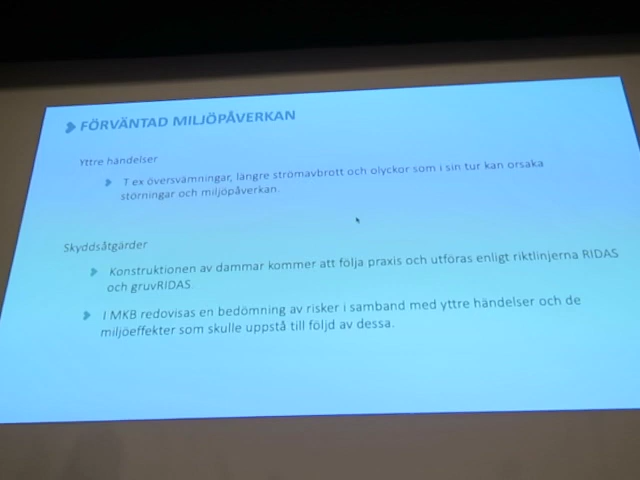 FÖRVÄNTAD MILJÖPÅVERKAN
Yttre händelser
T ex översvämningar, längre strömavbrott och olyckor som i sin tur kan orsaka
störningar och miljöpåverkan.
Skyddsåtgärder
Konstruktionen av dammar kommer att följa praxis och utföras enligt riktlinjerna RIDAS
och gruvRIDAS.
I MKB redovisas en bedömning av risker i samband med yttre händelser och de
miljöeffekter som skulle uppstå till följd av dessa.